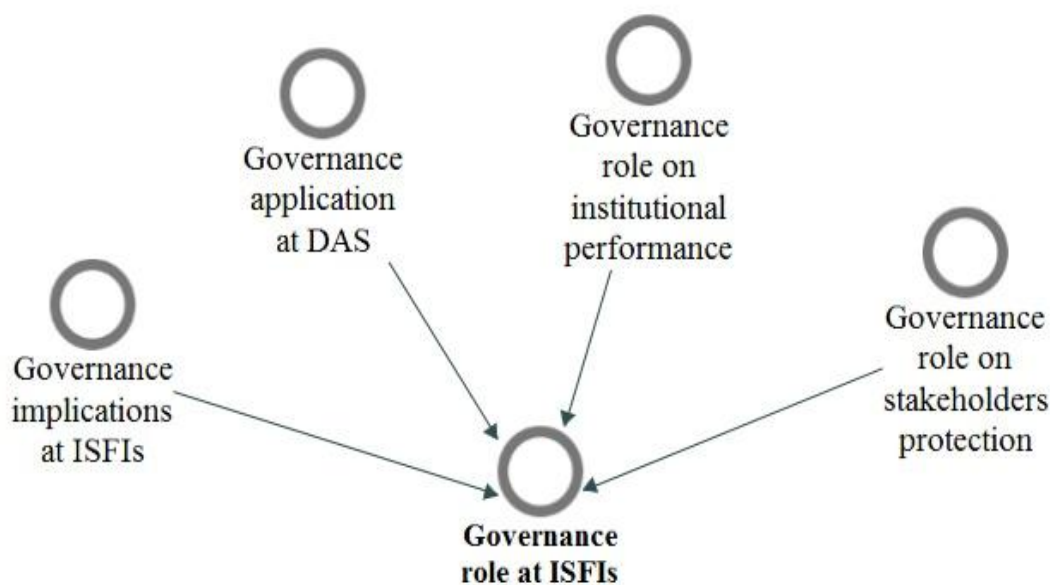 Governance
application
at DAS
Governance
role on
institutional
performance
Governance
implications
at ISFIs
Governance
role on
stakeholders
protection
Governance
role at ISFIs